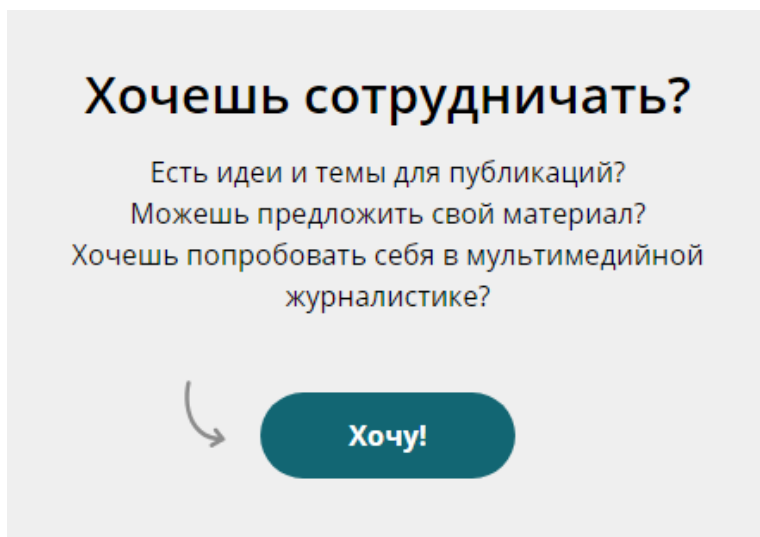 Хочешь сотрудничать?
Есть идеи и темы для публикаций?
Можешь предложить свой материал?
Хочешь попробовать себя в мультимедийной
журналистике?
Хочу!